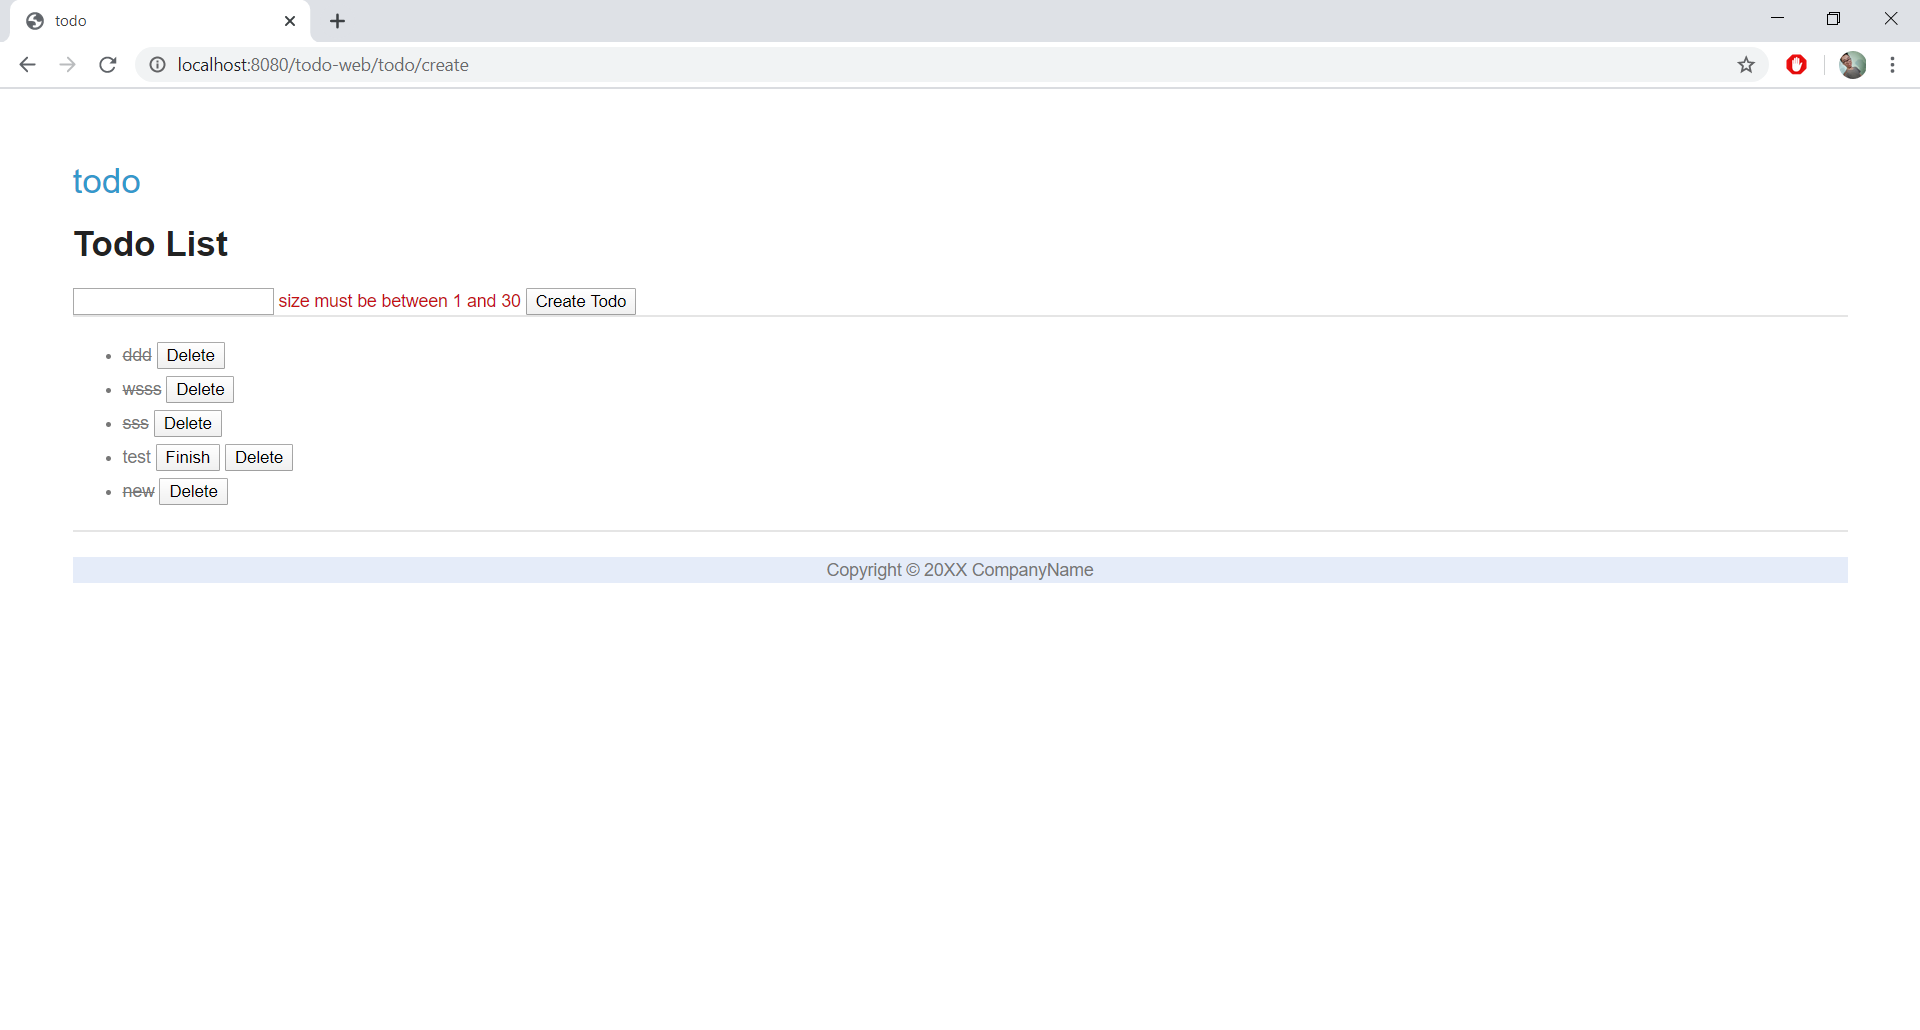 todo
localhost:8080/todo-web/todo/create
todo
Todo List
size must be between 1 and 30 Create Todo
ddd Delete
wsss Delete
sss Delete
test Finish Delete
new Delete
Copyright © 20XX CompanyName